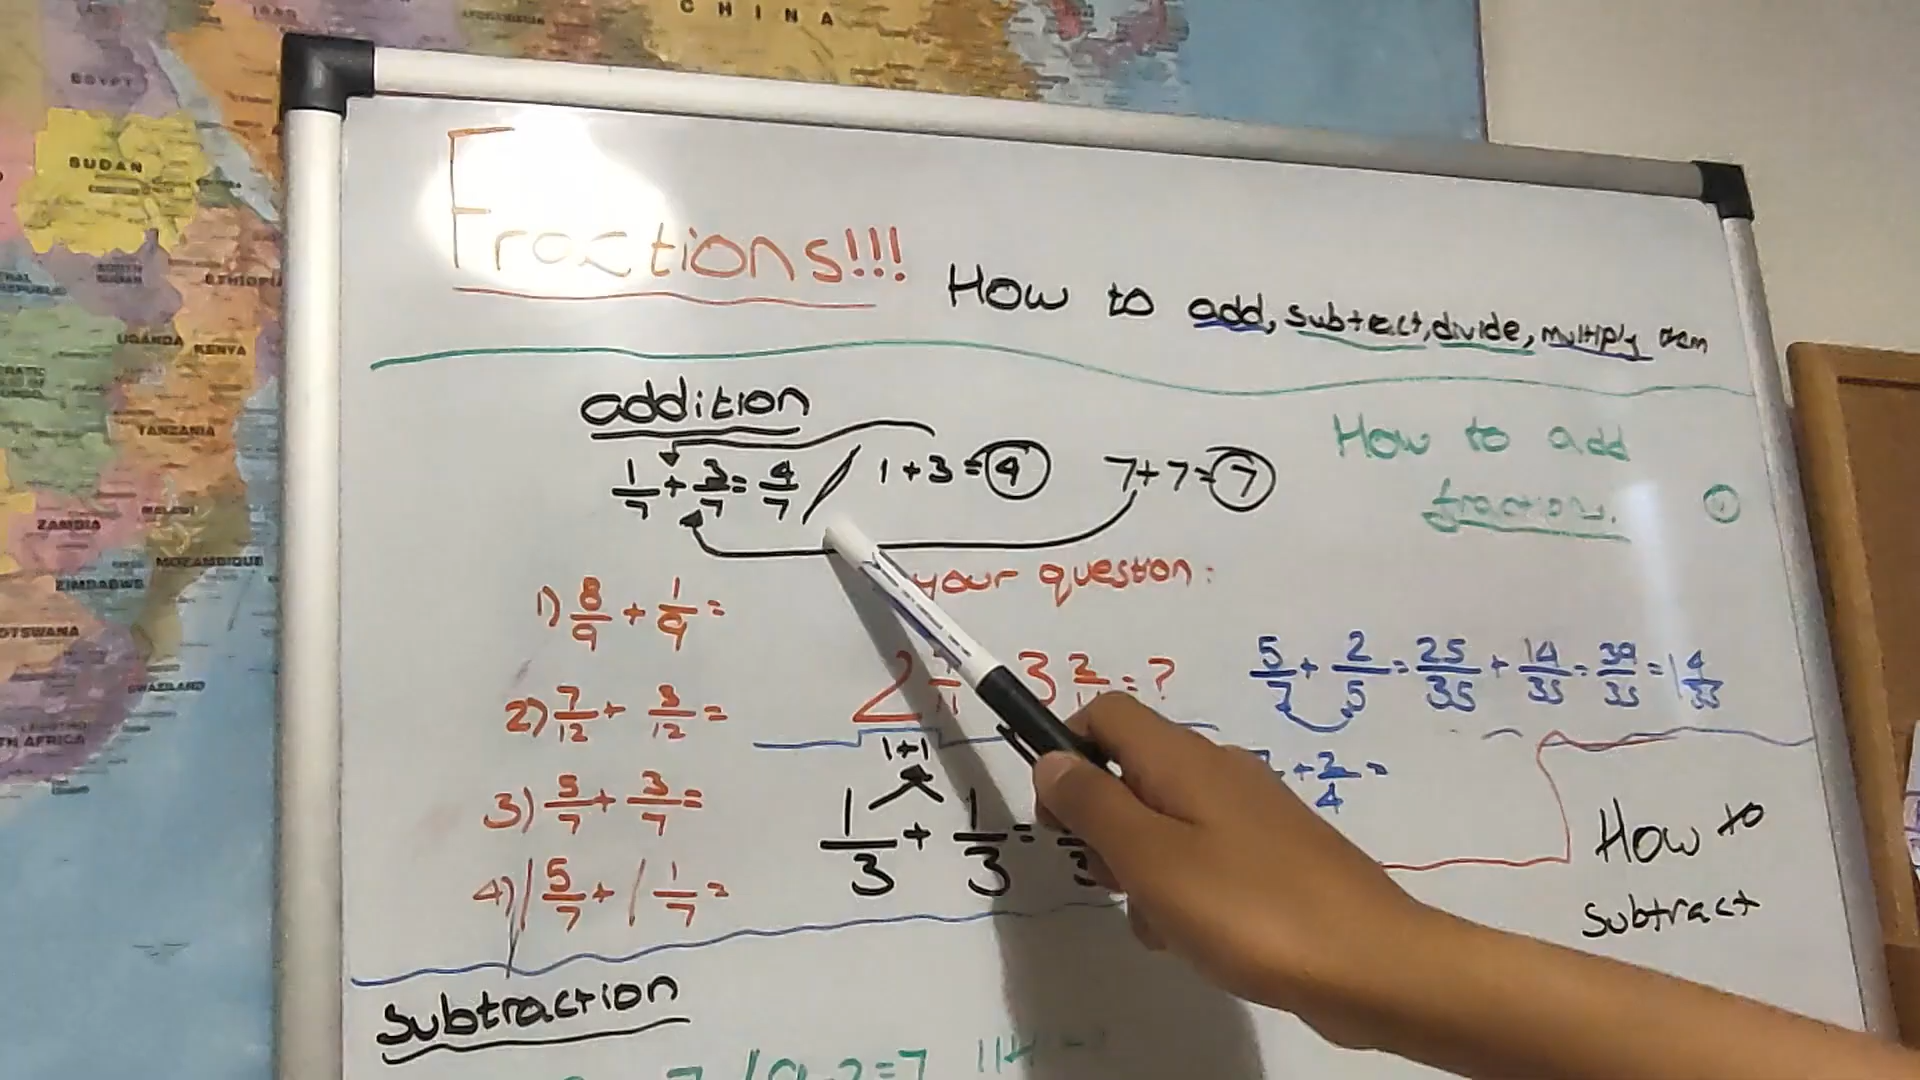 CHINA
EGYPT
SUDAN
ETHIOPIA
UGANDA
KENYA
TANZANIA
ZAMBIA
MALAWI
MOZAMBIQUE
ZIMBABWE
BOTSWANA
SWAZILAND
TH AFRICA
Fractions!!!
How to add, subtract, divide, multiply them
addition
1/7 + 3/7 = 4/7 / 1+3=4 7+7=7
How to add
fractions.
your question:
1) 8/9 + 1/9 =
2) 7/12 + 3/12 =
3) 5/7 + 3/7 =
4) 1 5/7 + 1 1/7 =
= ?
5/7 + 2/5 = 25/35 + 14/35 = 39/35 = 1 4/35
+ 2/4 =
1+1
1/3 + 1/3 =
How to
subtract
Subtraction